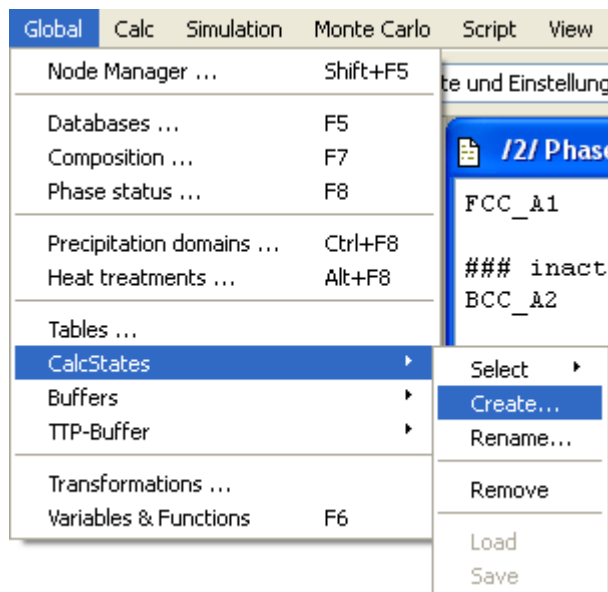 Global Calc Simulation Monte Carlo Script View
Node Manager ... Shift+F5
te und Einstellung
Databases ... F5
Composition ... F7
Phase status ... F8
/2/ Phase
FCC_A1
Precipitation domains ... Ctrl+F8
Heat treatments ... Alt+F8
### inact
BCC_A2
Tables ...
CalcStates
Buffers
TTP-Buffer
Select
Create...
Rename...
Transformations ...
Variables & Functions F6
Remove
Load
Save